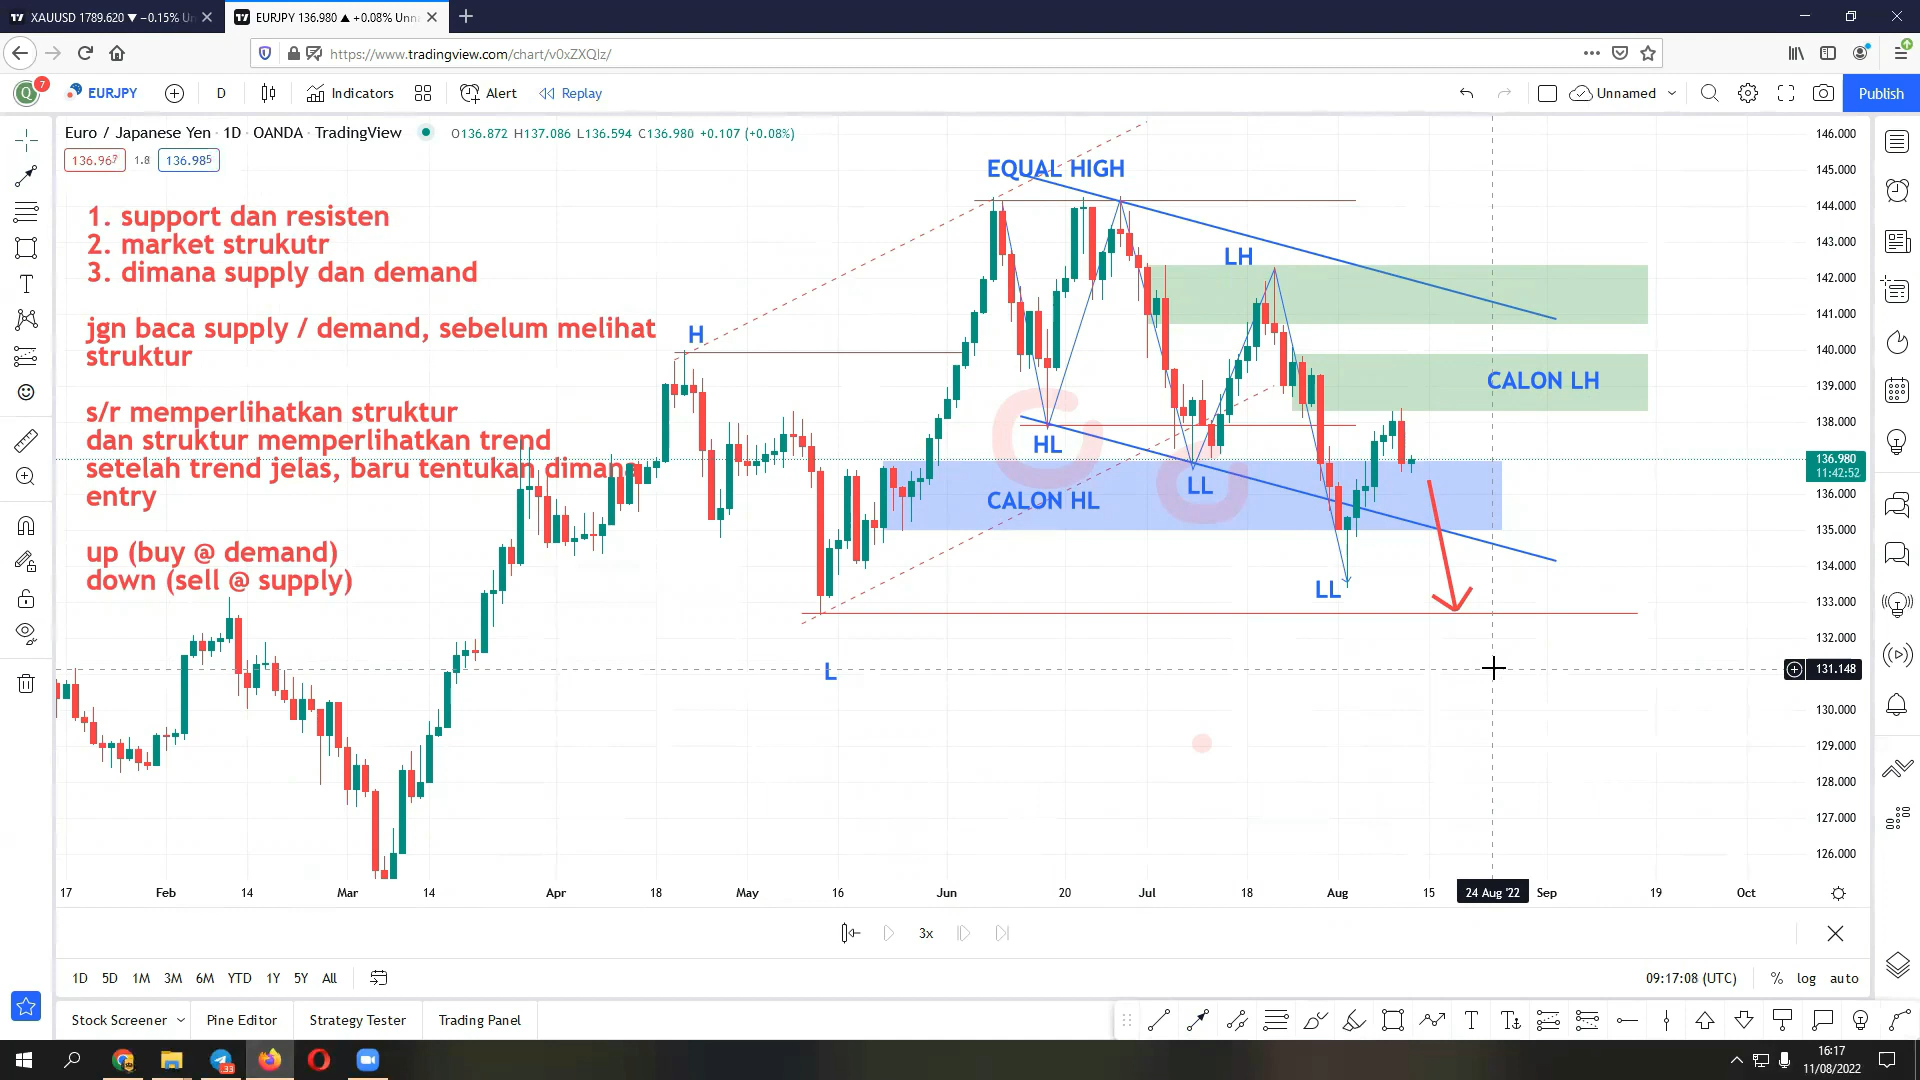 XAUUSD 1789.620 ▼ −0.15% Un
EURJPY 136.980 ▲ +0.08% Unn
https://www.tradingview.com/chart/v0xZXQIz/
Q 7
EURJPY
D
Indicators
Alert
Replay
Unnamed
Publish
Euro / Japanese Yen · 1D · OANDA · TradingView
O136.872 H137.086 L136.594 C136.980 +0.107 (+0.08%)
136.967 1.8 136.985
1. support dan resisten
2. market strukutr
3. dimana supply dan demand
jgn baca supply / demand, sebelum melihat
struktur
s/r memperlihatkan struktur
dan struktur memperlihatkan trend
setelah trend jelas, baru tentukan dimana
entry
up (buy @ demand)
down (sell @ supply)
EQUAL HIGH
LH
H
CALON LH
HL
LL
CALON HL
LL
L
146.000
145.000
144.000
143.000
142.000
141.000
140.000
139.000
138.000
136.980
11:42:52
136.000
135.000
134.000
133.000
132.000
131.148
130.000
129.000
128.000
127.000
126.000
17 Feb 14 Mar 14 Apr 18 May 16 Jun 20 Jul 18 Aug 15 24 Aug '22 Sep 19 Oct
3x
1D 5D 1M 3M 6M YTD 1Y 5Y All
09:17:08 (UTC) % log auto
Stock Screener Pine Editor Strategy Tester Trading Panel
33
16:17
11/08/2022